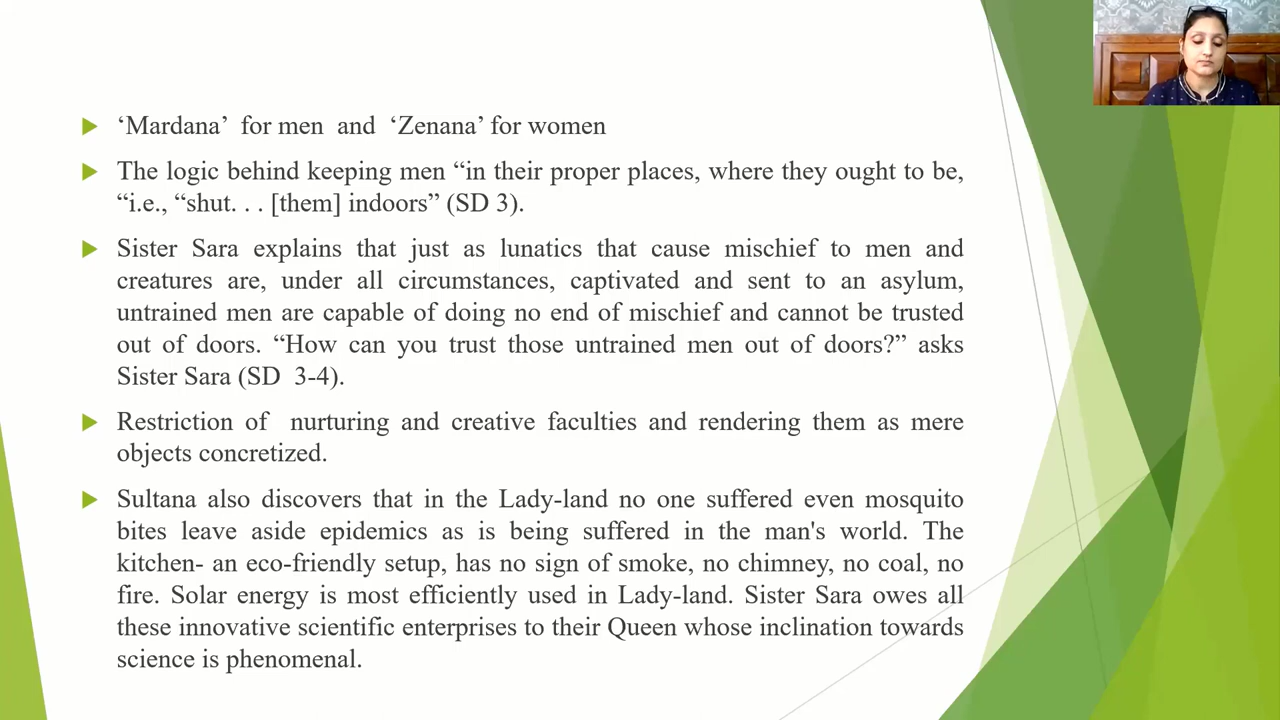 ‘Mardana’ for men and ‘Zenana’ for women
The logic behind keeping men “in their proper places, where they ought to be,
“i.e., “shut. . . [them] indoors” (SD 3).
Sister Sara explains that just as lunatics that cause mischief to men and
creatures are, under all circumstances, captivated and sent to an asylum,
untrained men are capable of doing no end of mischief and cannot be trusted
out of doors. “How can you trust those untrained men out of doors?” asks
Sister Sara (SD 3-4).
Restriction of nurturing and creative faculties and rendering them as mere
objects concretized.
Sultana also discovers that in the Lady-land no one suffered even mosquito
bites leave aside epidemics as is being suffered in the man's world. The
kitchen- an eco-friendly setup, has no sign of smoke, no chimney, no coal, no
fire. Solar energy is most efficiently used in Lady-land. Sister Sara owes all
these innovative scientific enterprises to their Queen whose inclination towards
science is phenomenal.